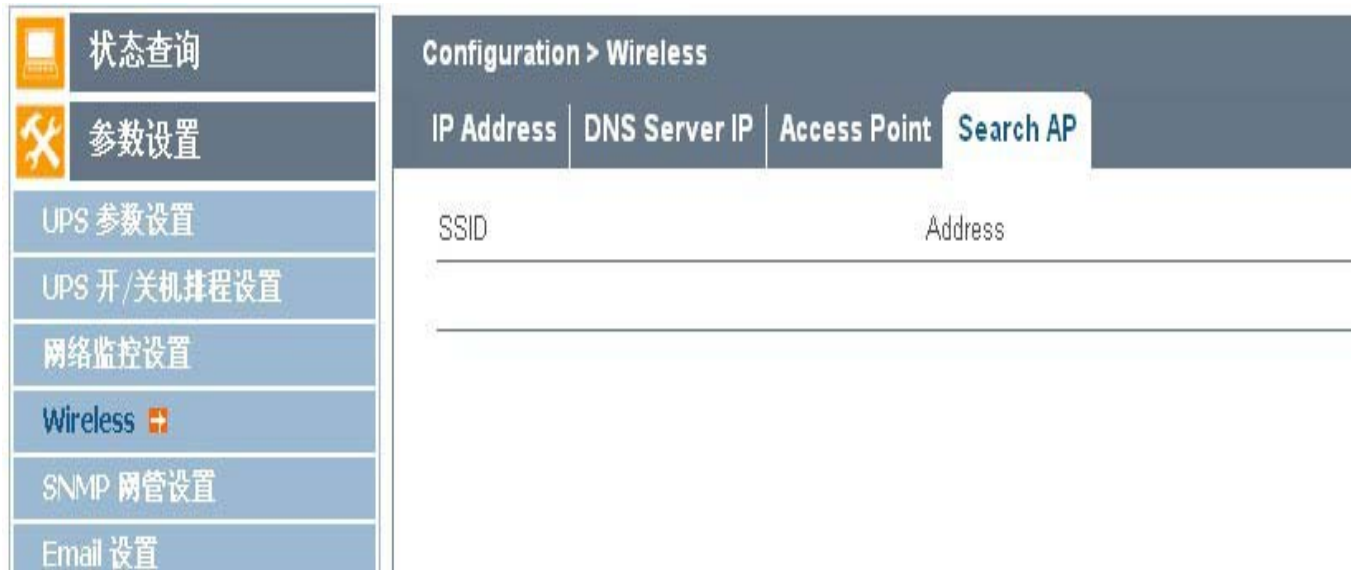 状态查询
参数设置
UPS 参数设置
UPS 开/关机排程设置
网络监控设置
Wireless
SNMP 网管设置
Email 设置
Configuration > Wireless
IP Address
DNS Server IP
Access Point
Search AP
SSID
Address